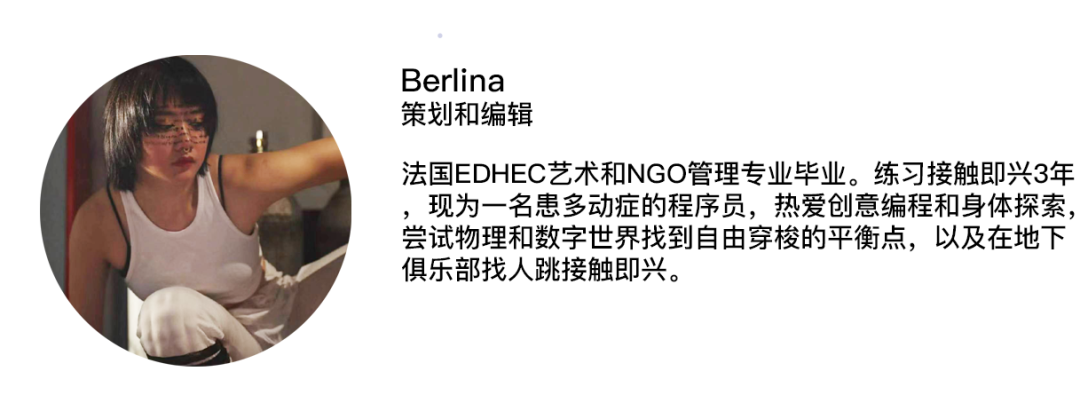 Berlina
策划和编辑
法国EDHEC艺术和NGO管理专业毕业。练习接触即兴3年
，现为一名患多动症的程序员，热爱创意编程和身体探索，
尝试物理和数字世界找到自由穿梭的平衡点，以及在地下
俱乐部找人跳接触即兴。